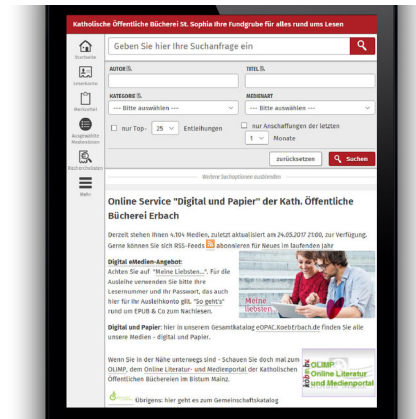 Katholische Öffentliche Bücherei St. Sophia Ihre Fundgrube für alles rund ums Lesen
Startseite
Geben Sie hier Ihre Suchanfrage ein
Leserkonto
AUTOR
TITEL
Merkzettel
KATEGORIE
MEDIENART
--- Bitte auswählen ---
--- Bitte auswählen ---
Ausgewählte
Medienlisten
nur Top- 25 Entleihungen
nur Anschaffungen der letzten
1 Monate
Recherchedaten
zurücksetzen
Suchen
Mehr
Weitere Suchoptionen ausblenden
Online Service "Digital und Papier" der Kath. Öffentliche
Bücherei Erbach
Derzeit stehen Ihnen 4.104 Medien, zuletzt aktualisiert am 24.05.2017 21:00, zur Verfügung.
Gerne können Sie sich RSS-Feeds abonnieren für Neues im laufenden Jahr
Digital eMedien-Angebot:
Achten Sie auf "Meine Liebsten...". Für die
Ausleihe verwenden Sie bitte Ihre
Lesernummer und Ihr Passwort, das auch
hier für Ihr Ausleihkonto gilt. "So geht's"
rund um EPUB & Co zum Nachlesen.
Meine
liebsten...
Digital und Papier: hier in unserem Gesamtkatalog eOPAC.KoebErbach.de finden Sie alle
unsere Medien - digital und Papier.
Wenn Sie in der Nähe unterwegs sind - Schauen Sie doch mal zum
OLIMP, dem Online Literatur- und Medienportal der Katholischen
Öffentlichen Büchereien im Bistum Mainz.
OLIMP
Online Literatur
und Medienportal
Übrigens: hier geht es zum Gemeinschaftskatalog